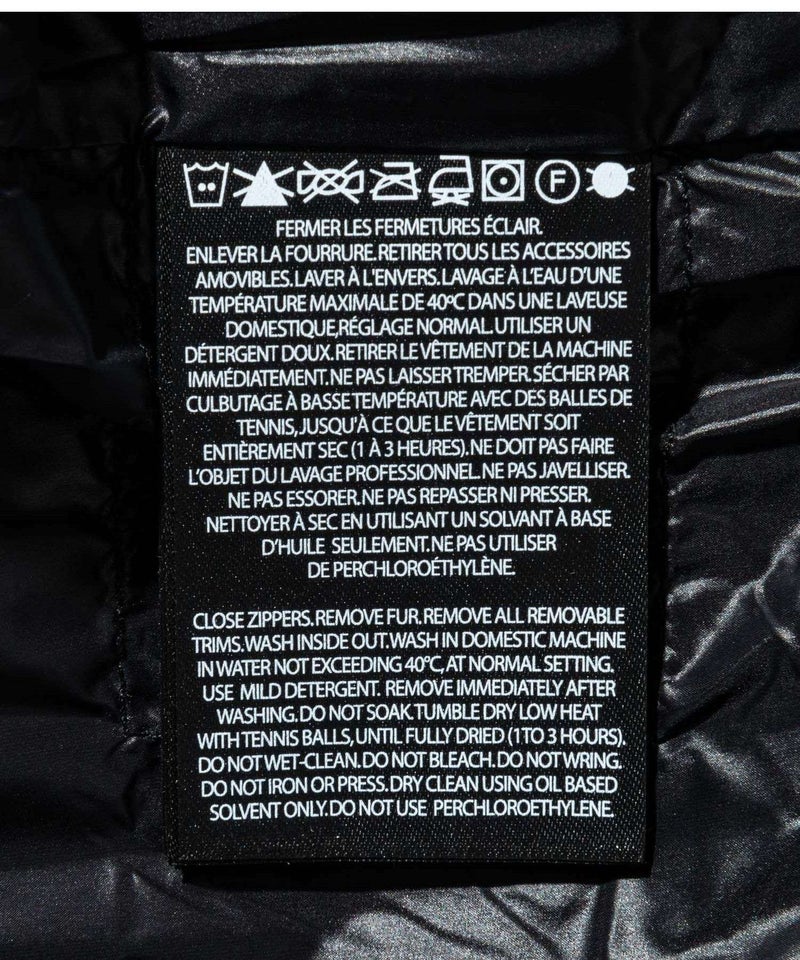 F
FERMER LES FERMETURES ÉCLAIR.
ENLEVER LA FOURRURE. RETIRER TOUS LES ACCESSOIRES
AMOVIBLES. LAVER À L'ENVERS. LAVAGE À L'EAU D'UNE
TEMPÉRATURE MAXIMALE DE 40°C DANS UNE LAVEUSE
DOMESTIQUE, RÉGLAGE NORMAL. UTILISER UN
DÉTERGENT DOUX. RETIRER LE VÊTEMENT DE LA MACHINE
IMMÉDIATEMENT. NE PAS LAISSER TREMPER. SÉCHER PAR
CULBUTAGE À BASSE TEMPÉRATURE AVEC DES BALLES DE
TENNIS, JUSQU'À CE QUE LE VÊTEMENT SOIT
ENTIÈREMENT SEC (1 À 3 HEURES). NE DOIT PAS FAIRE
L'OBJET DU LAVAGE PROFESSIONNEL. NE PAS JAVELLISER.
NE PAS ESSORER. NE PAS REPASSER NI PRESSER.
NETTOYER À SEC EN UTILISANT UN SOLVANT À BASE
D'HUILE SEULEMENT. NE PAS UTILISER
DE PERCHLOROÉTHYLÈNE.
CLOSE ZIPPERS. REMOVE FUR. REMOVE ALL REMOVABLE
TRIMS. WASH INSIDE OUT. WASH IN DOMESTIC MACHINE
IN WATER NOT EXCEEDING 40°C, AT NORMAL SETTING.
USE MILD DETERGENT. REMOVE IMMEDIATELY AFTER
WASHING. DO NOT SOAK. TUMBLE DRY LOW HEAT
WITH TENNIS BALLS, UNTIL FULLY DRIED (1 TO 3 HOURS).
DO NOT WET-CLEAN. DO NOT BLEACH. DO NOT WRING.
DO NOT IRON OR PRESS. DRY CLEAN USING OIL BASED
SOLVENT ONLY. DO NOT USE PERCHLOROETHYLENE.